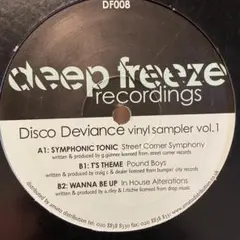 DF008
deep freeze
recordings
Disco Deviance vinyl sampler vol.1
A1: SYMPHONIC TONIC Street Corner Symphony
written & produced by g.gunner licensed from street corner records
B1: T'S THEME Pound Boys
written & produced by craig c & dealer licensed from bumpin' city records
B2: WANNA BE UP In House Alterations
written & produced by a.riley & l.ritchie licensed from drop music